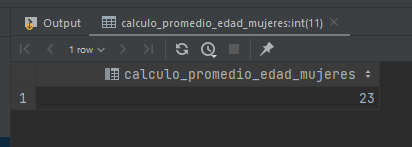 Output calculo_promedio_edad_mujeres:int(11)
1 row
calculo_promedio_edad_mujeres
1 23